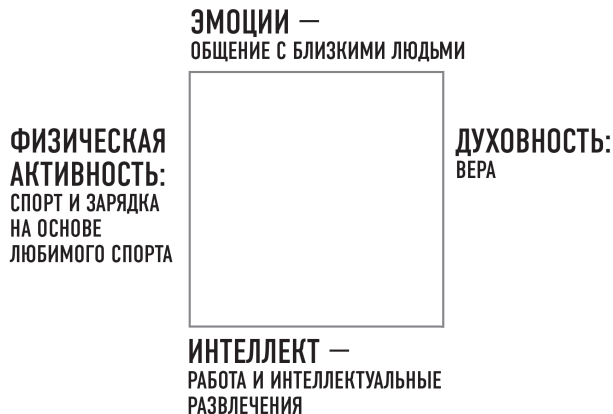 ЭМОЦИИ —
ОБЩЕНИЕ С БЛИЗКИМИ ЛЮДЬМИ
ФИЗИЧЕСКАЯ
АКТИВНОСТЬ:
СПОРТ И ЗАРЯДКА
НА ОСНОВЕ
ЛЮБИМОГО СПОРТА
ДУХОВНОСТЬ:
ВЕРА
ИНТЕЛЛЕКТ —
РАБОТА И ИНТЕЛЛЕКТУАЛЬНЫЕ
РАЗВЛЕЧЕНИЯ